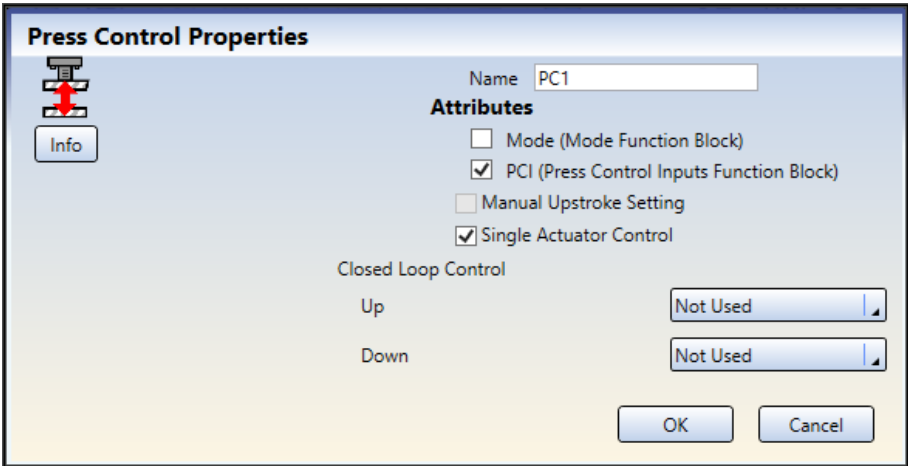 Press Control Properties
Name PC1
Attributes
Info
Mode (Mode Function Block)
PCI (Press Control Inputs Function Block)
Manual Upstroke Setting
Single Actuator Control
Closed Loop Control
Up Not Used
Down Not Used
OK Cancel